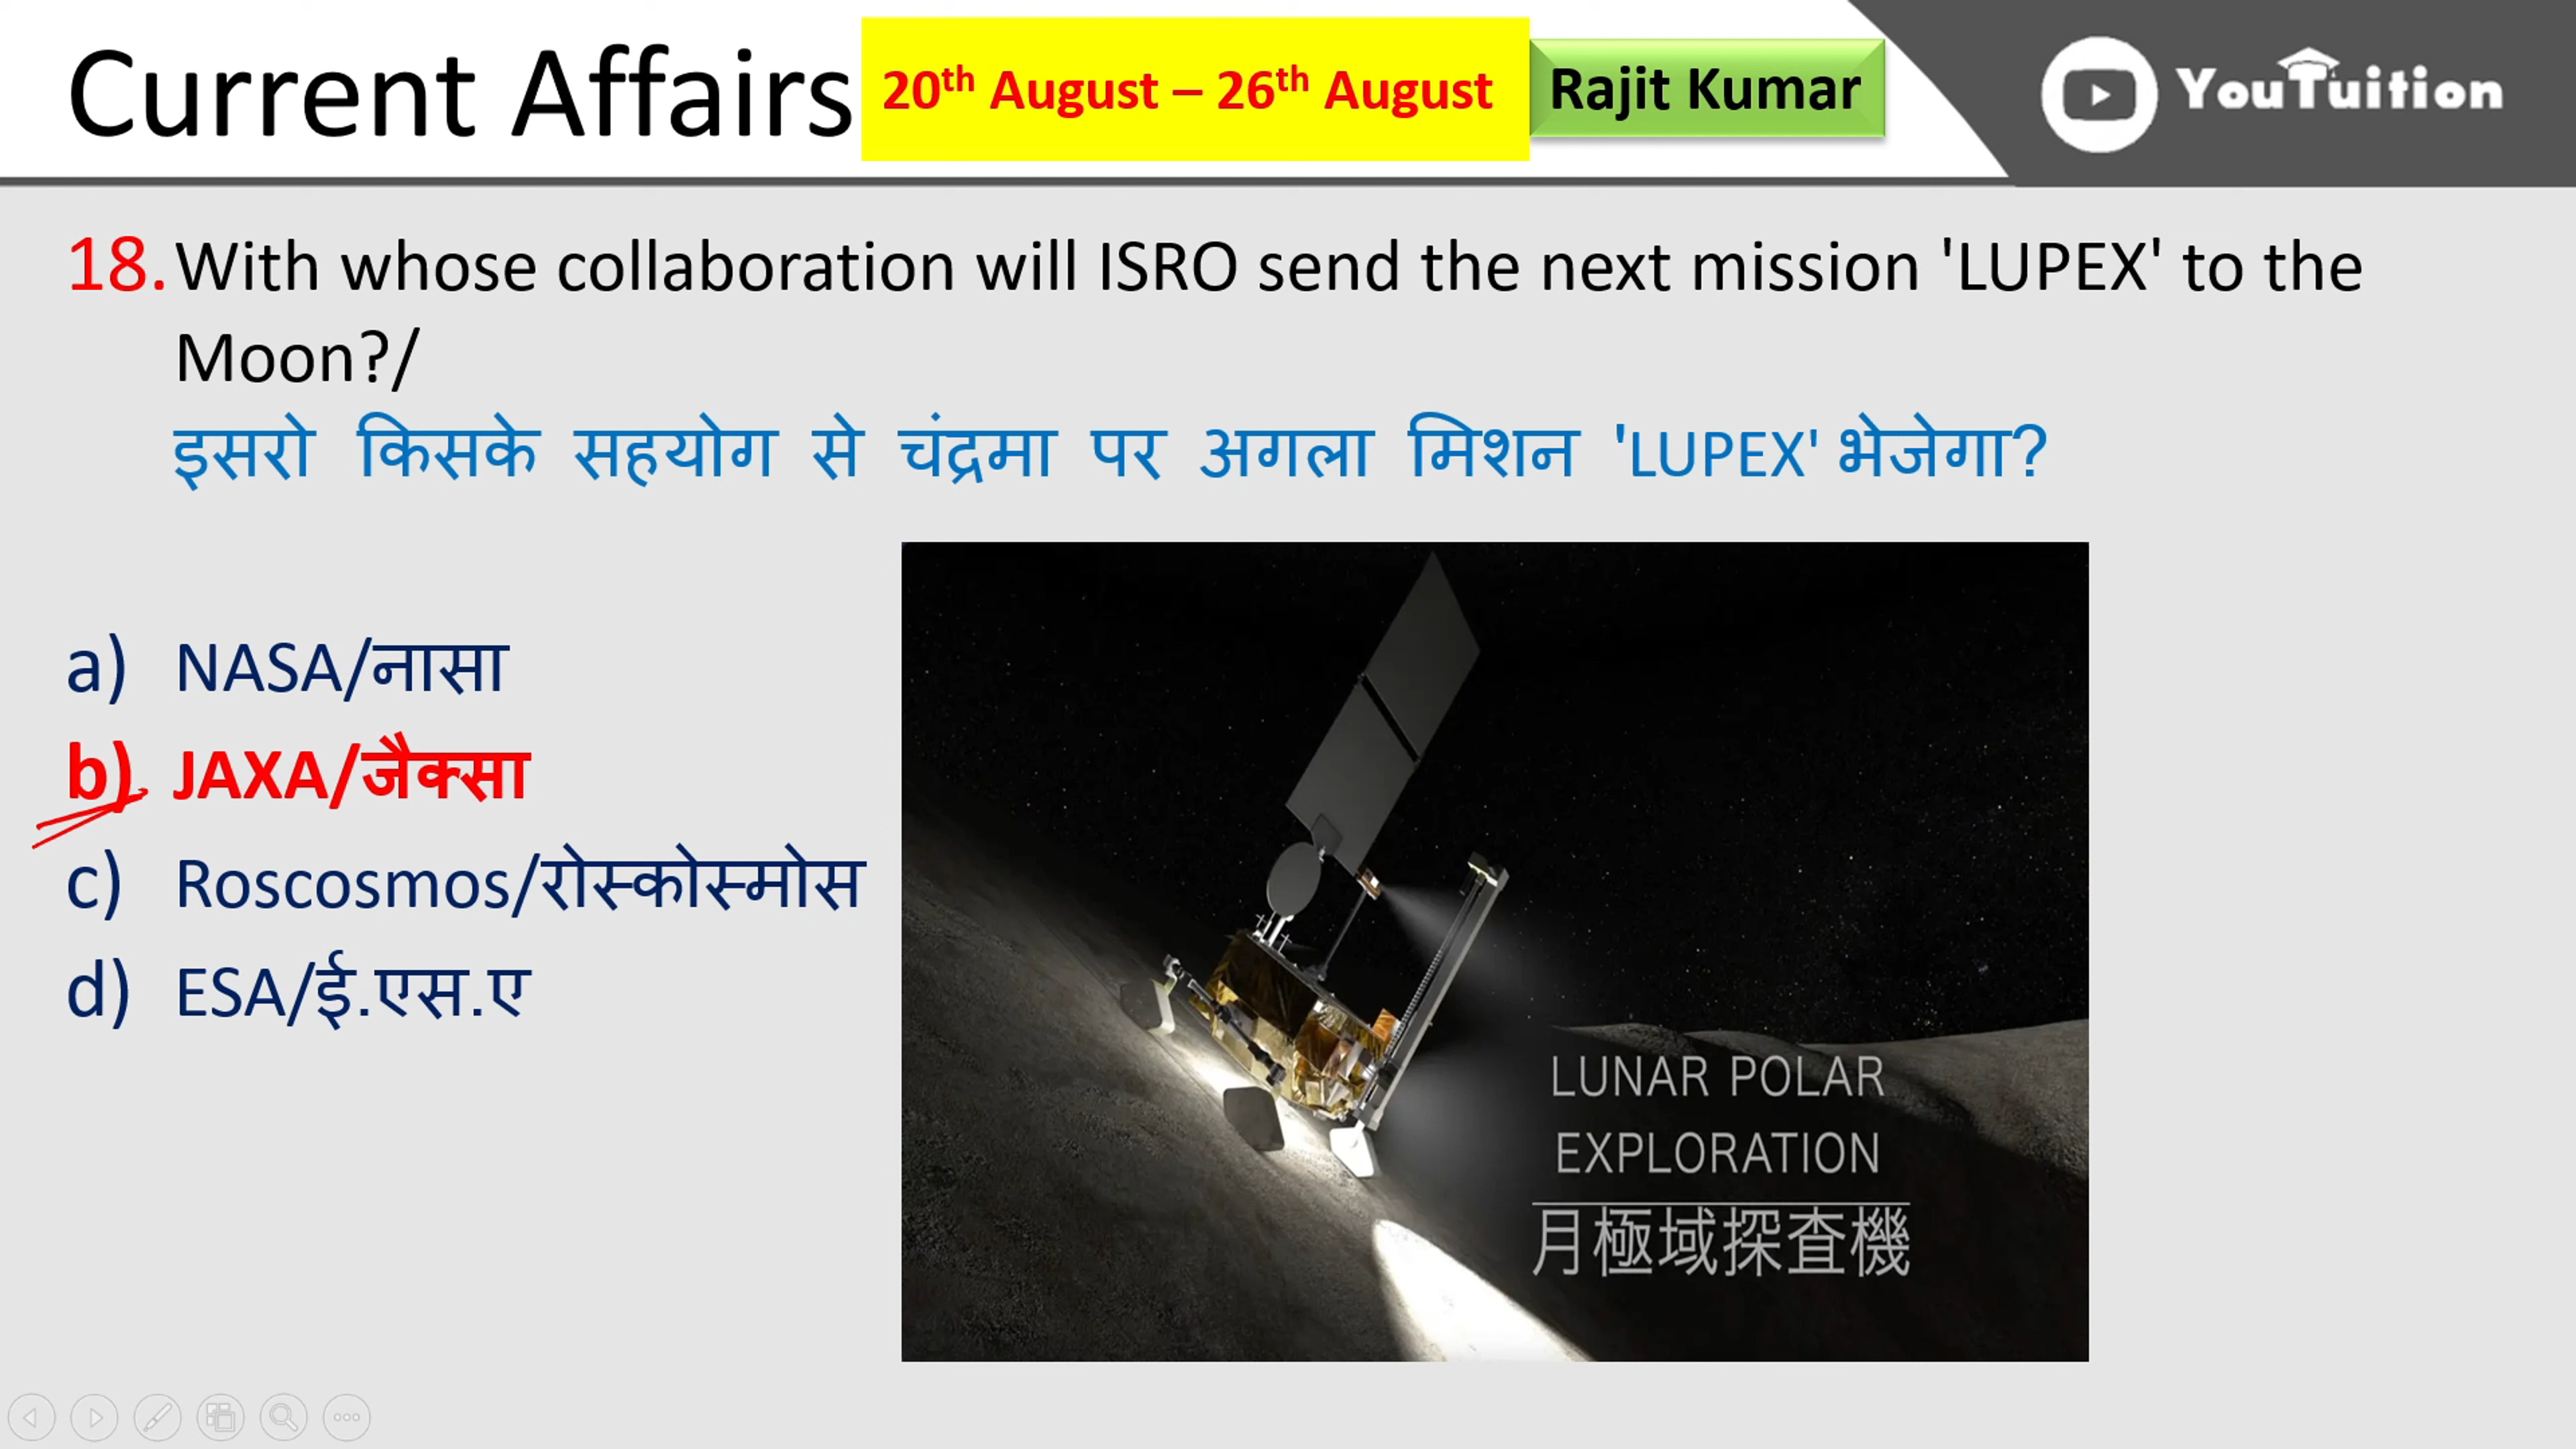 Current Affairs 20th August – 26th August Rajit Kumar YouTuition
18. With whose collaboration will ISRO send the next mission 'LUPEX' to the
Moon?/
इसरो किसके सहयोग से चंद्रमा पर अगला मिशन 'LUPEX' भेजेगा?
a) NASA/नासा
b) JAXA/जैक्सा
c) Roscosmos/रोस्कोस्मोस
d) ESA/ई.एस.ए
LUNAR POLAR
EXPLORATION
月極域探査機